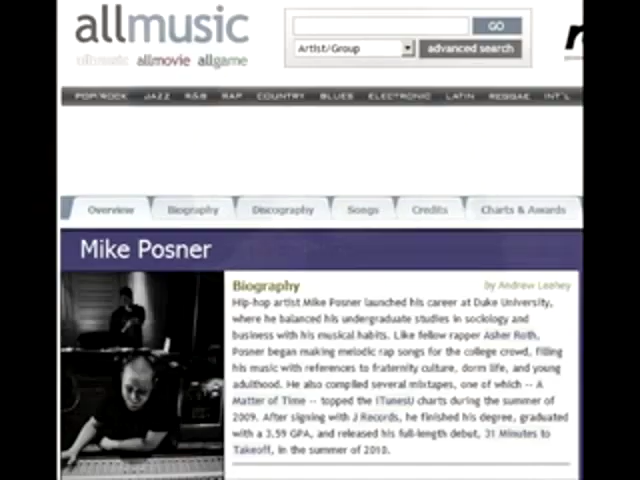 allmusic
GO
allmusic allmovie allgame
Artist/Group
advanced search
POP/ROCK JAZZ R&B RAP COUNTRY BLUES ELECTRONIC LATIN REGGAE INT'L
Overview Biography Discography Songs Credits Charts & Awards
Mike Posner
Biography by Andrew Leahey
Hip-hop artist Mike Posner launched his career at Duke University,
where he balanced his undergraduate studies in sociology and
business with his musical habits. Like fellow rapper Asher Roth,
Posner began making melodic rap songs for the college crowd, filling
his music with references to fraternity culture, dorm life, and young
adulthood. He also compiled several mixtapes, one of which -- A
Matter of Time -- topped the iTunesU charts during the summer of
2009. After signing with J Records, he finished his degree, graduated
with a 3.59 GPA, and released his full-length debut, 31 Minutes to
Takeoff, in the summer of 2010.